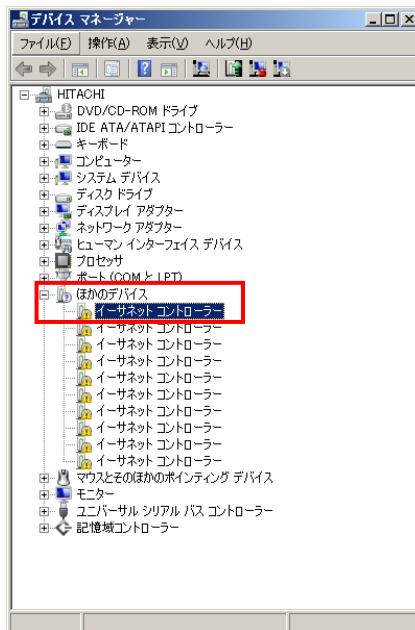 デバイス マネージャー
ファイル(F) 操作(A) 表示(V) ヘルプ(H)
HITACHI
DVD/CD-ROM ドライブ
IDE ATA/ATAPI コントローラー
キーボード
コンピューター
システム デバイス
ディスク ドライブ
ディスプレイ アダプター
ネットワーク アダプター
ヒューマン インターフェイス デバイス
プロセッサ
ポート (COM と LPT)
ほかのデバイス
イーサネット コントローラー
イーサネット コントローラー
イーサネット コントローラー
イーサネット コントローラー
イーサネット コントローラー
イーサネット コントローラー
イーサネット コントローラー
イーサネット コントローラー
イーサネット コントローラー
イーサネット コントローラー
マウスとそのほかのポインティング デバイス
モニター
ユニバーサル シリアル バス コントローラー
記憶域コントローラー